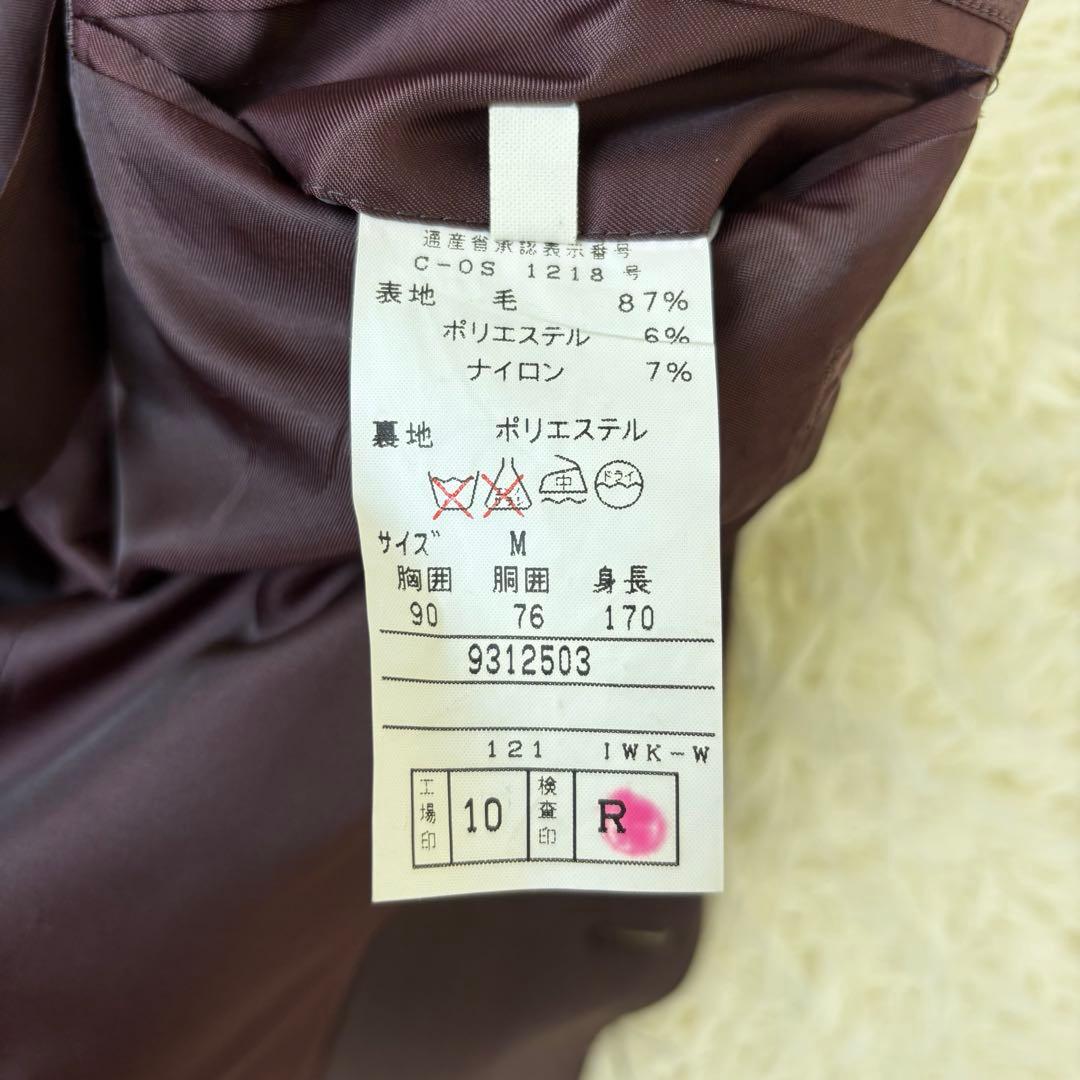 通産省承認表示番号
C-OS 1218 号
表地 毛 87%
ポリエステル 6%
ナイロン 7%
裏地 ポリエステル
中 ドライ
サイズ M
胸囲 胴囲 身長
90 76 170
9312503
121 IWK-W
工場印 10 検査印 R